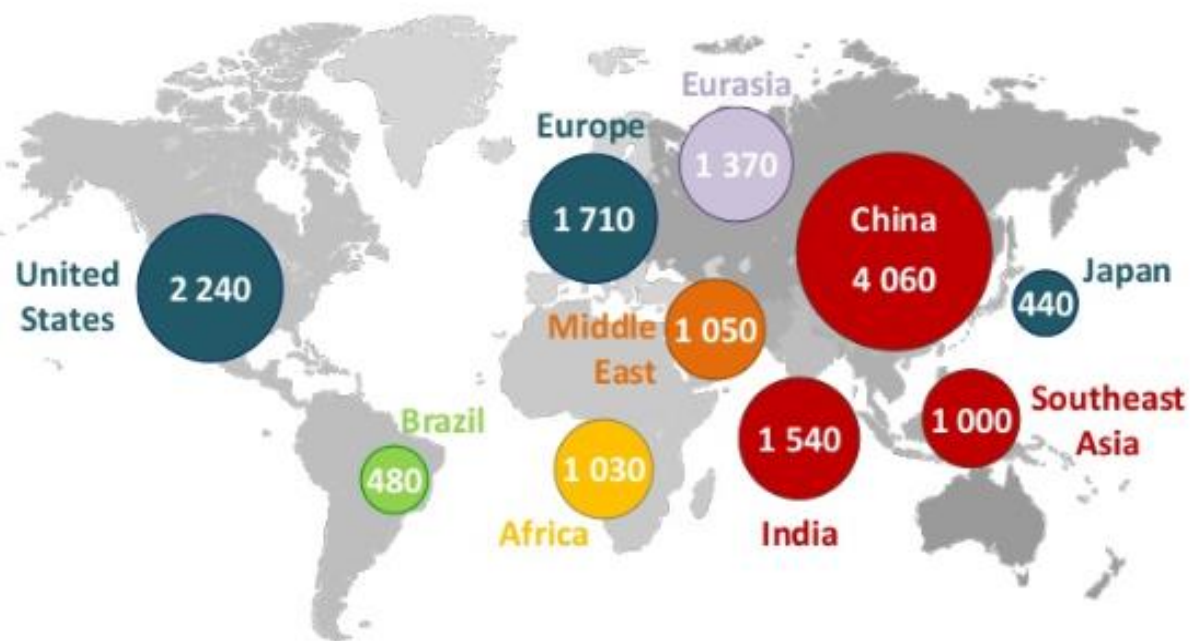 Eurasia
1 370
Europe
1 710
China
4 060
United
States
2 240
Japan
440
Middle
East
1 050
Brazil
480
Africa
1 030
India
1 540
Southeast
Asia
1 000